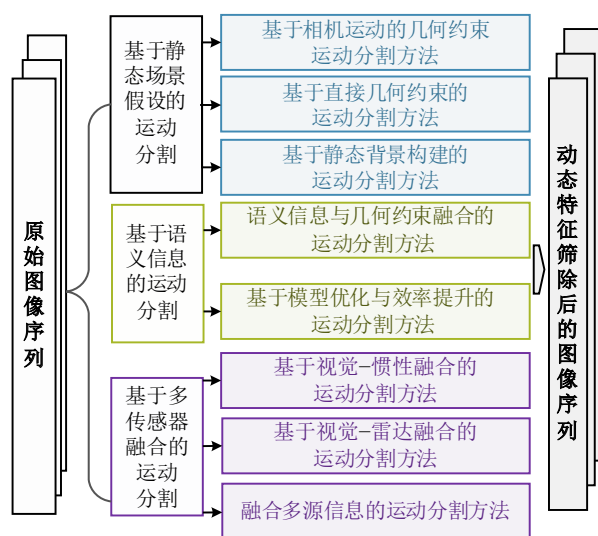 原始图像序列
基于静
态场景
假设的
运动
分割
基于相机运动的几何约束
运动分割方法
基于直接几何约束的
运动分割方法
基于静态背景构建的
运动分割方法
基于语
义信息
的运动
分割
语义信息与几何约束融合的
运动分割方法
基于模型优化与效率提升的
运动分割方法
基于多
传感器
融合的
运动
分割
基于视觉–惯性融合的
运动分割方法
基于视觉–雷达融合的
运动分割方法
融合多源信息的运动分割方法
动态特征筛除后的图像序列